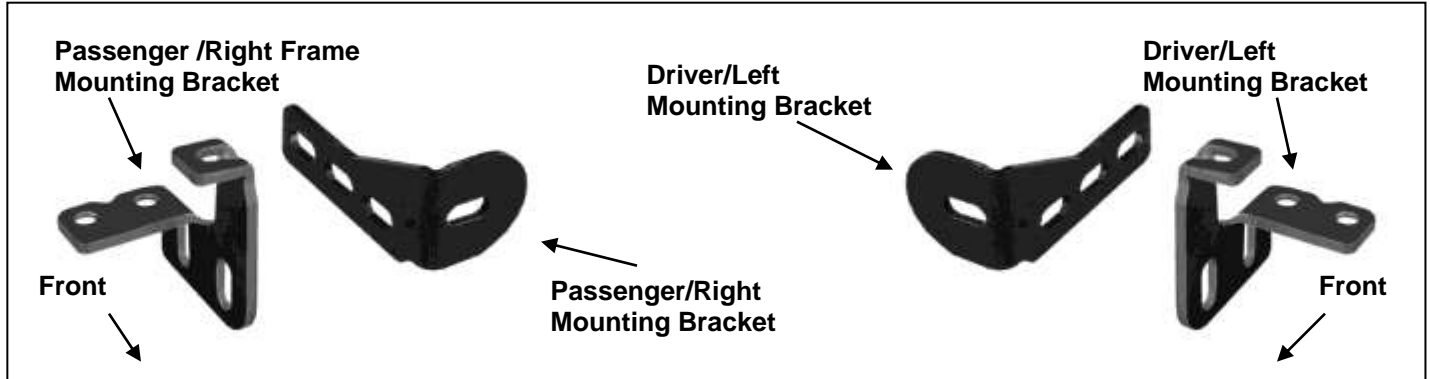 Passenger /Right Frame
Mounting Bracket
Driver/Left
Mounting Bracket
Driver/Left
Mounting Bracket
Front
Passenger/Right
Mounting Bracket
Front